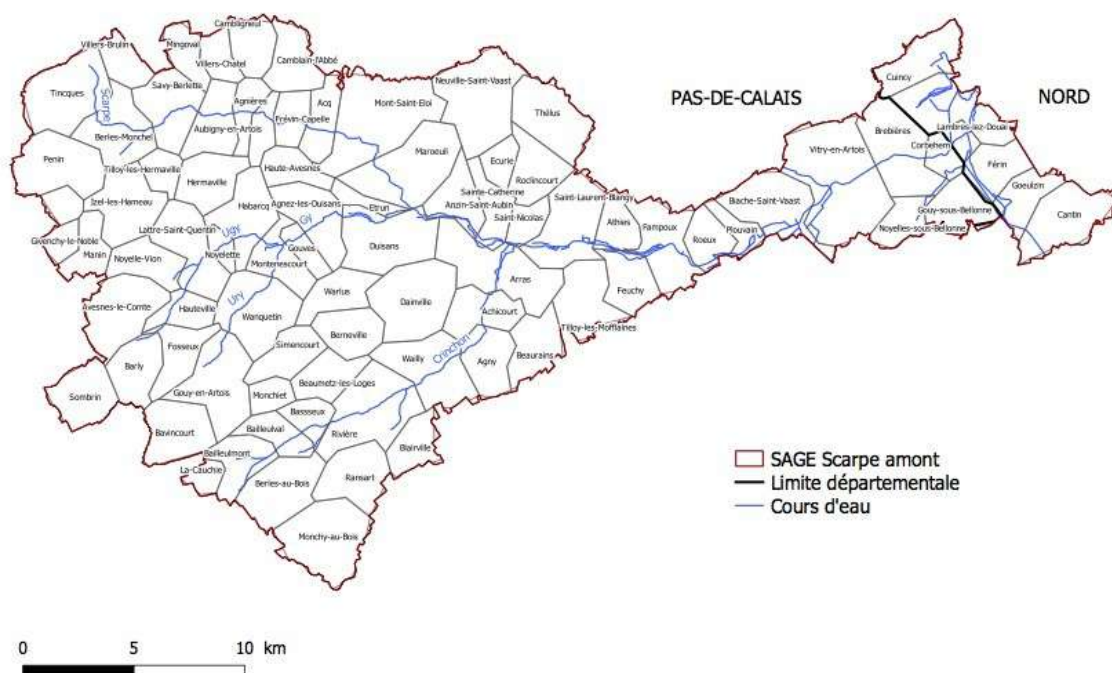 Cambligneul
Villers-Brulin
Mingoval
Villers-Chatel
Camblain-l'Abbé
Neuville-Saint-Vaast
Cuincy
Tincques
Savy-Berlette
Scarpe
Agnières
Acq
Mont-Saint-Eloi
Thélus
PAS-DE-CALAIS
NORD
Frévin-Capelle
Aubigny-en-Artois
Berles-Monchel
Brebières
Lambres-lez-Douai
Corbehem
Vitry-en-Artois
Maroeuil
Ecurie
Penin
Tilloy-les-Hermaville
Haute-Avesnes
Férin
Hermaville
Roclincourt
Goeulzin
Sainte-Catherine
Biache-Saint-Vaast
Izel-les-Hameau
Habarcq
Agnez-les-Duisans
Etrun
Anzin-Saint-Aubin
Saint-Laurent-Blangy
Gouy-sous-Bellonne
Cantin
Saint-Nicolas
Athies
Fampoux
Noyelles-sous-Bellonne
Lattre-Saint-Quentin
Ugy
Gy
Plouvain
Givenchy-le-Noble
Manin
Noyelle-Vion
Noyelette
Gouves
Duisans
Roeux
Montenescourt
Arras
Feuchy
Warlus
Dainville
Avesnes-le-Comte
Hauteville
Ury
Wanquetin
Achicourt
Tilloy-les-Mofflaines
Berneville
Fosseux
Simencourt
Wailly
Crinchon
Agny
Beaurains
Barly
Beaumetz-les-Loges
Sombrin
Gouy-en-Artois
Monchiet
Bassseux
Bavincourt
Bailleulval
Rivière
Blairville
Bailleulmont
La-Cauchie
Berles-au-Bois
Ransart
Monchy-au-Bois
SAGE Scarpe amont
Limite départementale
Cours d'eau
0 5 10 km